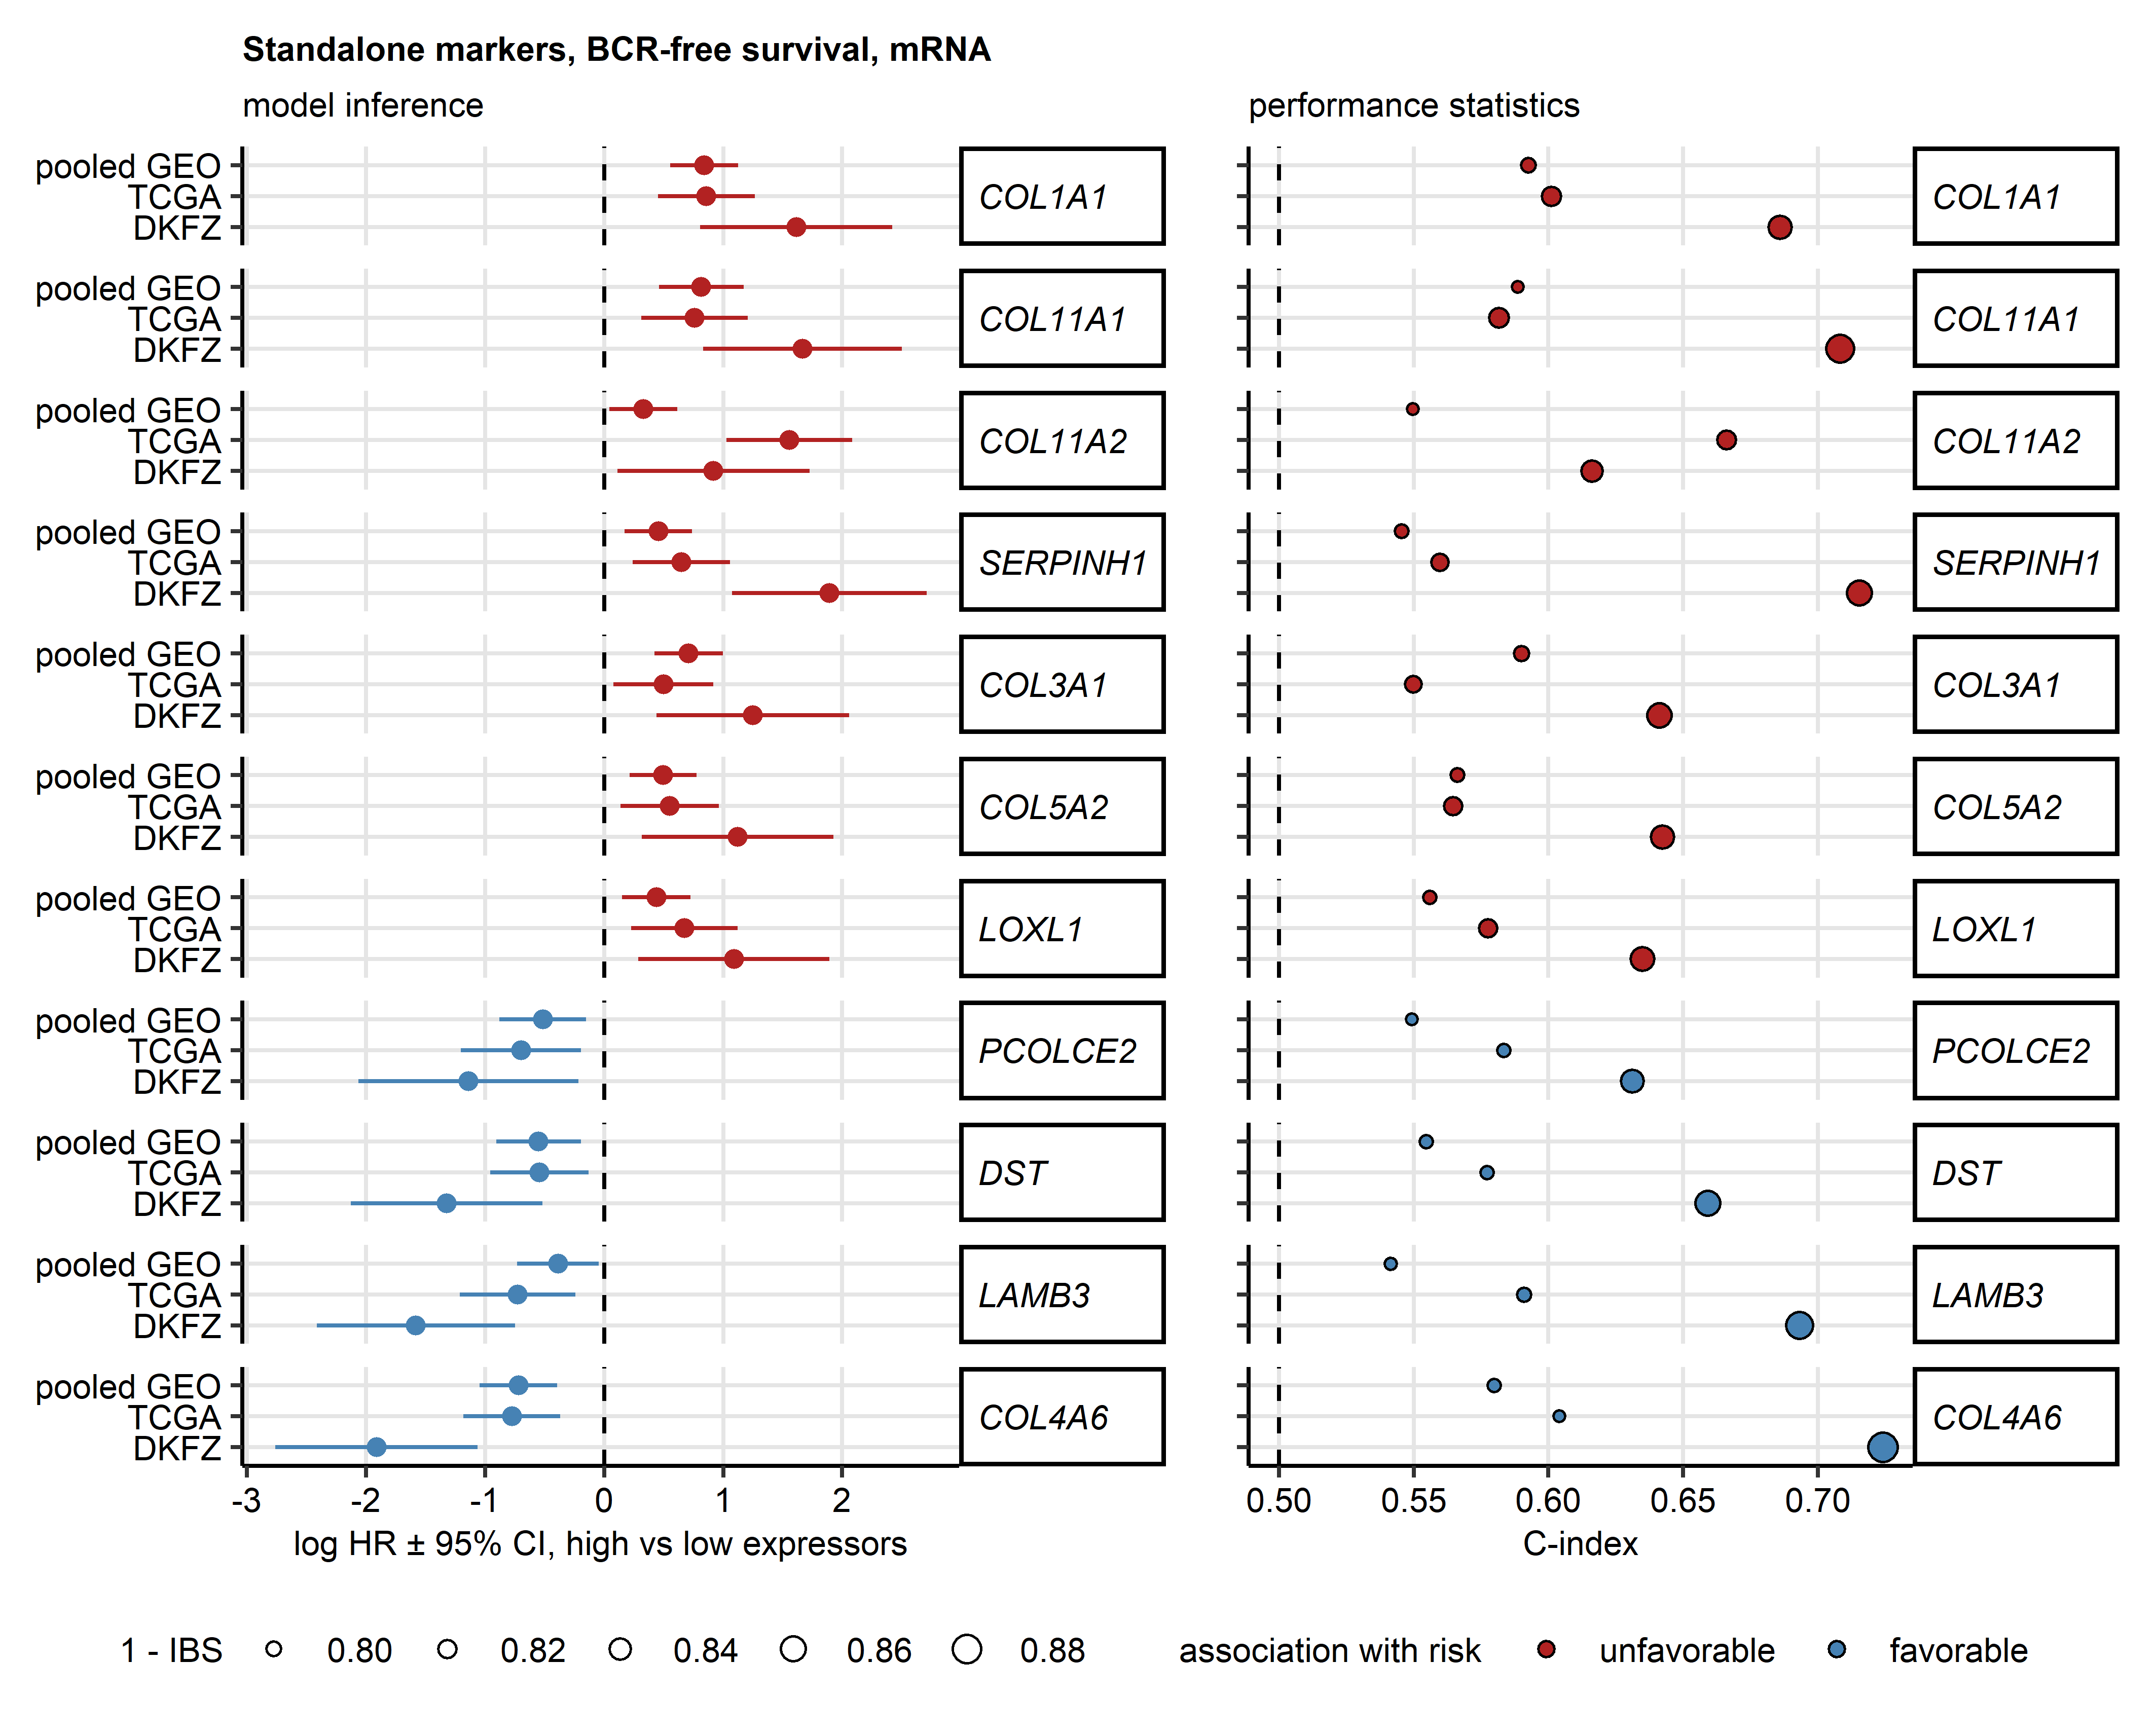 Standalone markers, BCR-free survival, mRNA
model inference
performance statistics
pooled GEO
TCGA
DKFZ
COL1A1
COL1A1
pooled GEO
TCGA
DKFZ
COL11A1
COL11A1
pooled GEO
TCGA
DKFZ
COL11A2
COL11A2
pooled GEO
TCGA
DKFZ
SERPINH1
SERPINH1
pooled GEO
TCGA
DKFZ
COL3A1
COL3A1
pooled GEO
TCGA
DKFZ
COL5A2
COL5A2
pooled GEO
TCGA
DKFZ
LOXL1
LOXL1
pooled GEO
TCGA
DKFZ
PCOLCE2
PCOLCE2
pooled GEO
TCGA
DKFZ
DST
DST
pooled GEO
TCGA
DKFZ
LAMB3
LAMB3
pooled GEO
TCGA
DKFZ
COL4A6
COL4A6
-3 -2 -1 0 1 2
log HR ± 95% CI, high vs low expressors
0.50 0.55 0.60 0.65 0.70
C-index
1 - IBS 0.80 0.82 0.84 0.86 0.88
association with risk unfavorable favorable